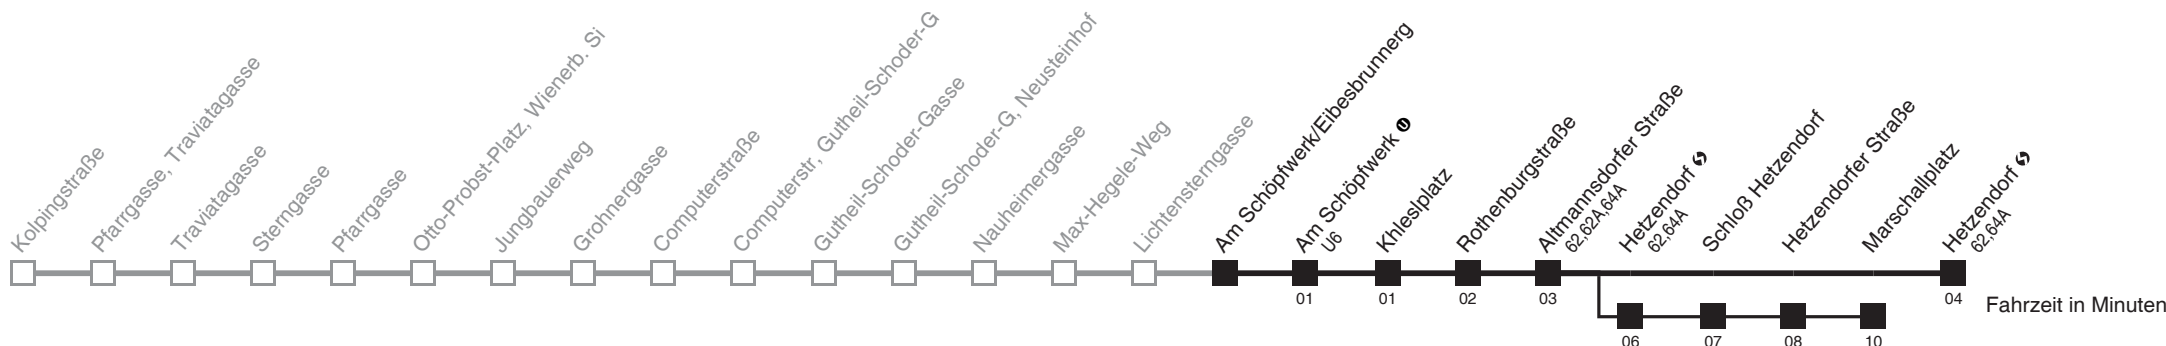 Kolpingstraße
Pfarrgasse, Traviatagasse
Traviatagasse
Sterngasse
Pfarrgasse
Otto-Probst-Platz, Wienerb. Si
Jungbauerweg
Grohnergasse
Computerstraße
Computerstr, Gutheil-Schoder-G
Gutheil-Schoder-Gasse
Gutheil-Schoder-G, Neusteinhof
Nauheimergasse
Max-Hegele-Weg
Lichtensterngasse
Am Schöpfwerk/Eibesbrunnerg
Am Schöpfwerk U
U6
Khleslplatz
Rothenburgstraße
Altmannsdorfer Straße
62,62A,64A
Hetzendorf S
62,64A
Schloß Hetzendorf
Hetzendorfer Straße
Marschallplatz
Hetzendorf S
62,64A
01
01
02
03
04
Fahrzeit in Minuten
06
07
08
10